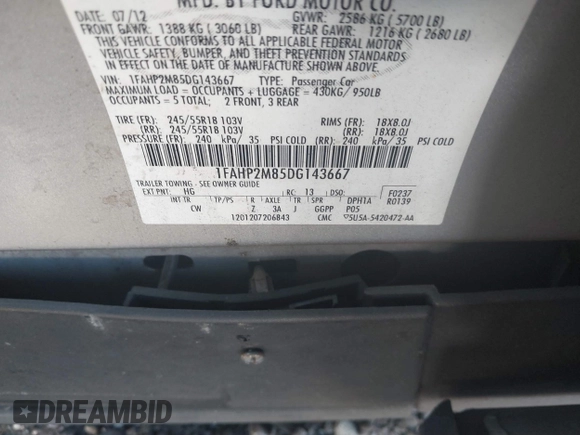 MFD. BY FORD MOTOR CO.
07/12 GVWR: 2586 KG ( 5700 LB)
FRONT GAWR: 1388 KG ( 3060 LB) REAR GAWR: 1216 KG ( 2680 LB)
THIS VEHICLE CONFORMS TO ALL APPLICABLE FEDERAL MOTOR
VEHICLE SAFETY, BUMPER, AND THEFT PREVENTION STANDARDS
IN EFFECT ON THE DATE OF MANUFACTURE SHOWN ABOVE.
VIN: 1FAHP2M85DG143667 TYPE: Passenger Car
MAXIMUM LOAD = OCCUPANTS + LUGGAGE = 430KG/ 950LB
OCCUPANTS = 5 TOTAL; 2 FRONT, 3 REAR
TIRE (FR): 245/55R18 103V RIMS (FR): 18X8.0J
(RR): 245/55R18 103V (RR): 18X8.0J
PRESSURE (FR): 240 kPa/ 35 PSI COLD (RR): 240 kPa/ 35 PSI COLD
1FAHP2M85DG143667
TRAILER TOWING - SEE OWNER GUIDE
EXT PNT: HG RC: 13 DSO: F0237
INT TR TP/PS R AXLE TR SPR DPH1A R0139
CW Z 3A J GGPP PQ5
1201207206843 CMC 5U5A-5420472-AA
DREAMBID